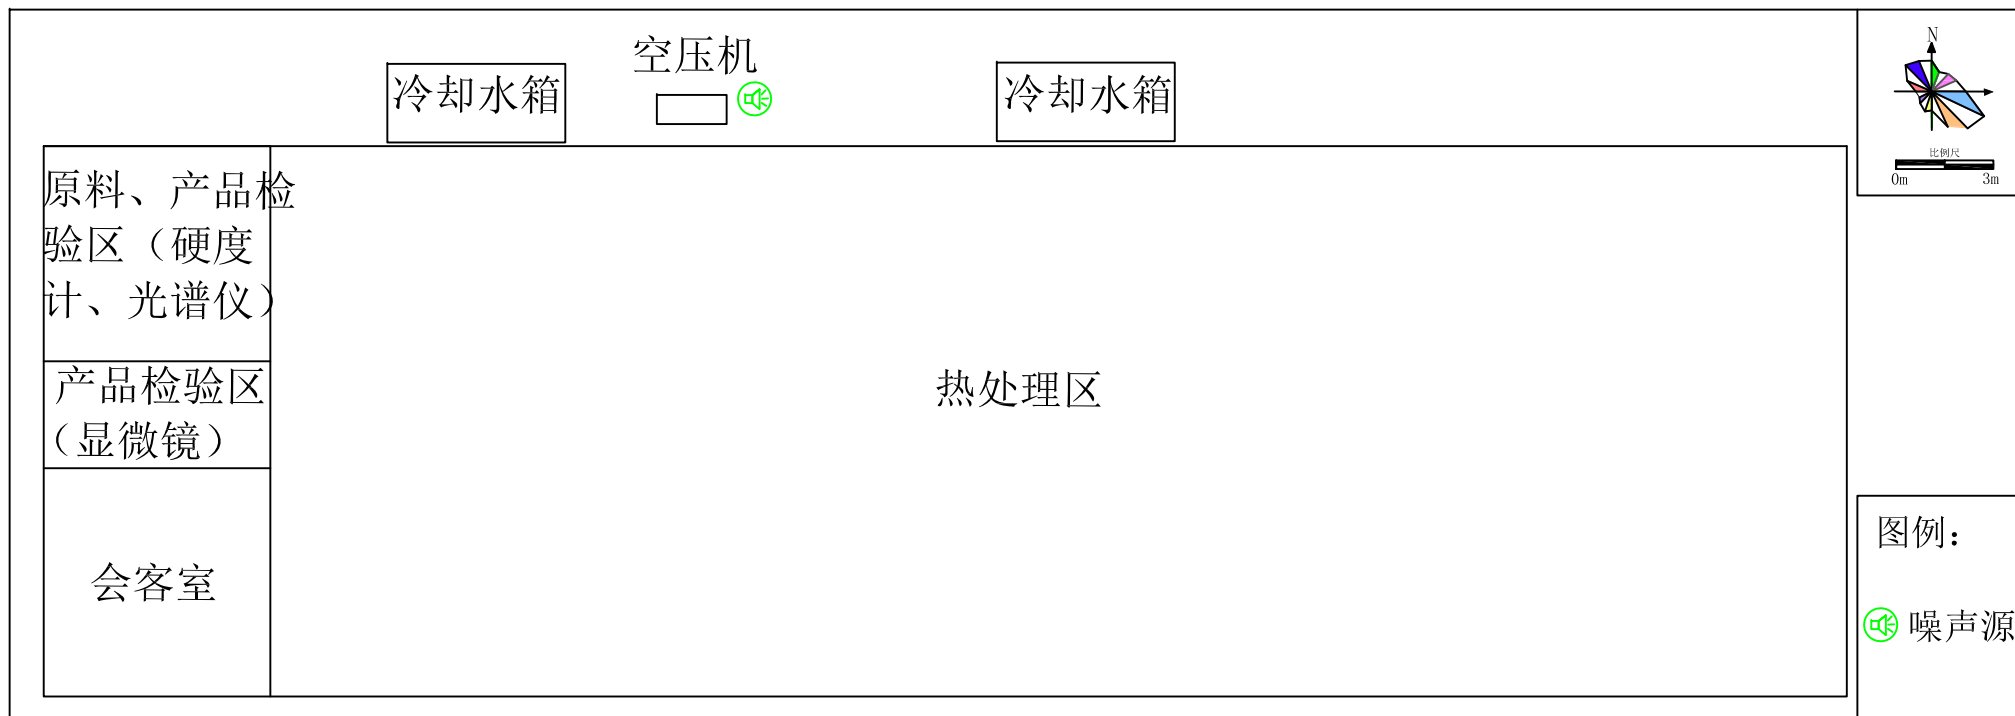 空压机
冷却水箱
冷却水箱
N
比例尺
0m
3m
原料、产品检
验区（硬度
计、光谱仪）
产品检验区
（显微镜）
热处理区
会客室
图例：
噪声源